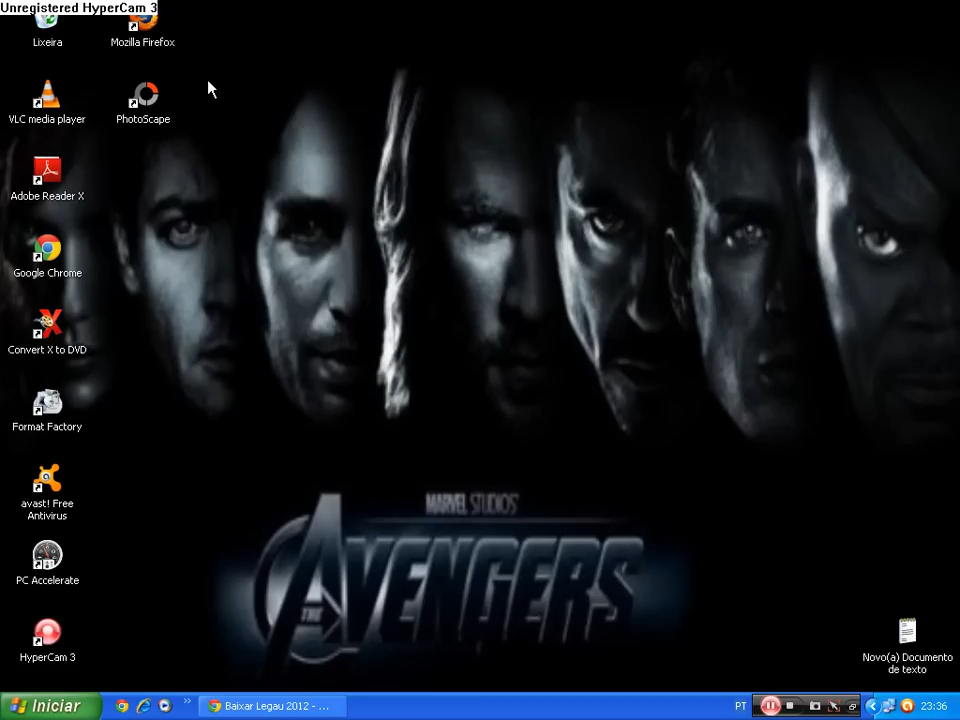 Unregistered HyperCam 3
Lixeira
Mozilla Firefox
VLC media player
PhotoScape
Adobe Reader X
Google Chrome
Convert X to DVD
Format Factory
avast! Free
Antivirus
PC Accelerate
HyperCam 3
MARVEL STUDIOS
THE
AVENGERS
Novo(a) Documento
de texto
Iniciar
Baixar Legau 2012 - ...
PT
23:36